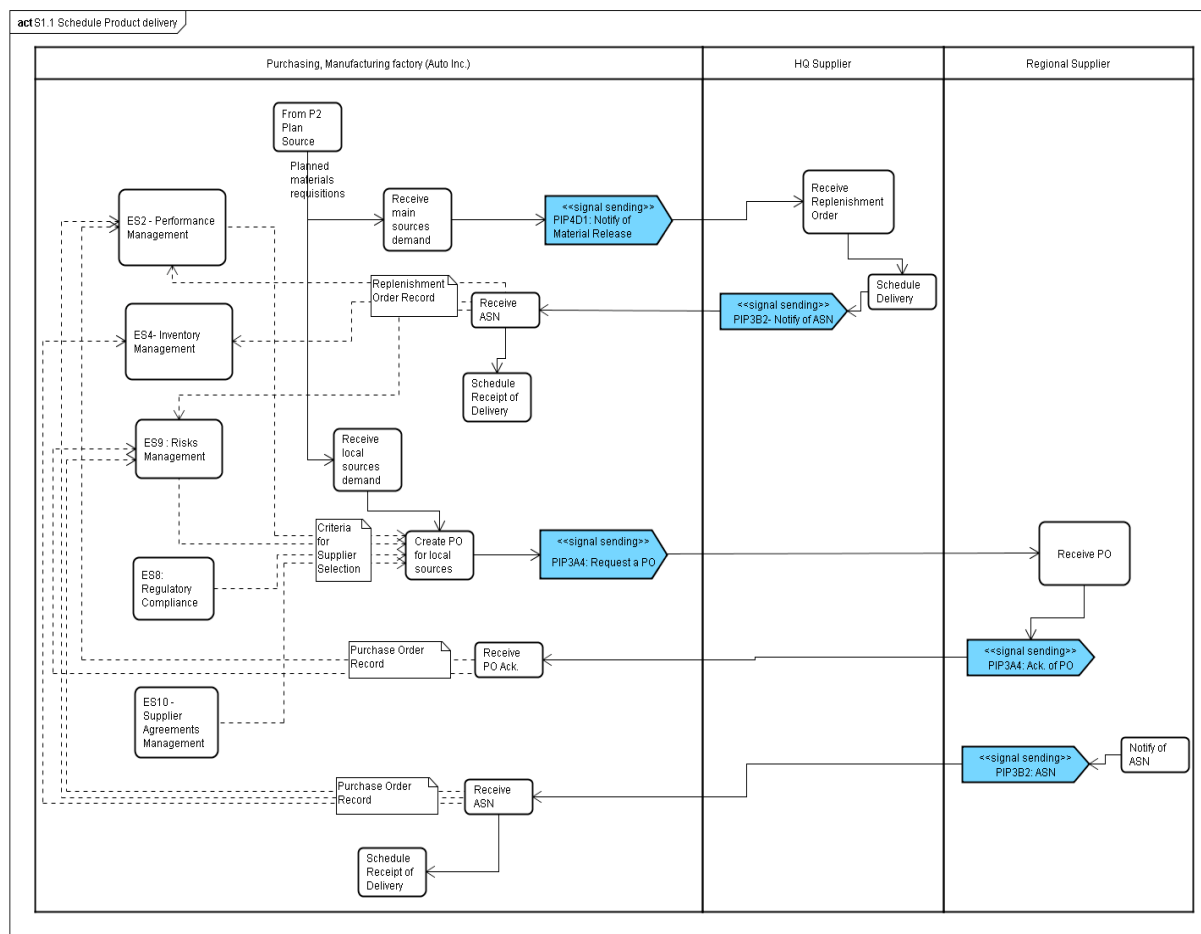 act S1.1 Schedule Product delivery
Purchasing, Manufacturing factory (Auto Inc.)
HQ Supplier
Regional Supplier
From P2
Plan
Source
Planned
materials
requisitions
ES2 - Performance
Management
Receive
main
sources
demand
<<signal sending>>
PIP4D1: Notify of
Material Release
Receive
Replenishment
Order
Replenishment
Order Record
Receive
ASN
<<signal sending>>
PIP3B2- Notify of ASN
Schedule
Delivery
ES4- Inventory
Management
Schedule
Receipt of
Delivery
ES9 : Risks
Management
Receive
local
sources
demand
Criteria
for
Supplier
Selection
Create PO
for local
sources
<<signal sending>>
PIP3A4: Request a PO
Receive PO
ES8:
Regulatory
Compliance
Purchase Order
Record
Receive
PO Ack.
<<signal sending>>
PIP3A4: Ack. of PO
ES10 -
Supplier
Agreements
Management
<<signal sending>>
PIP3B2: ASN
Notify of
ASN
Purchase Order
Record
Receive
ASN
Schedule
Receipt of
Delivery